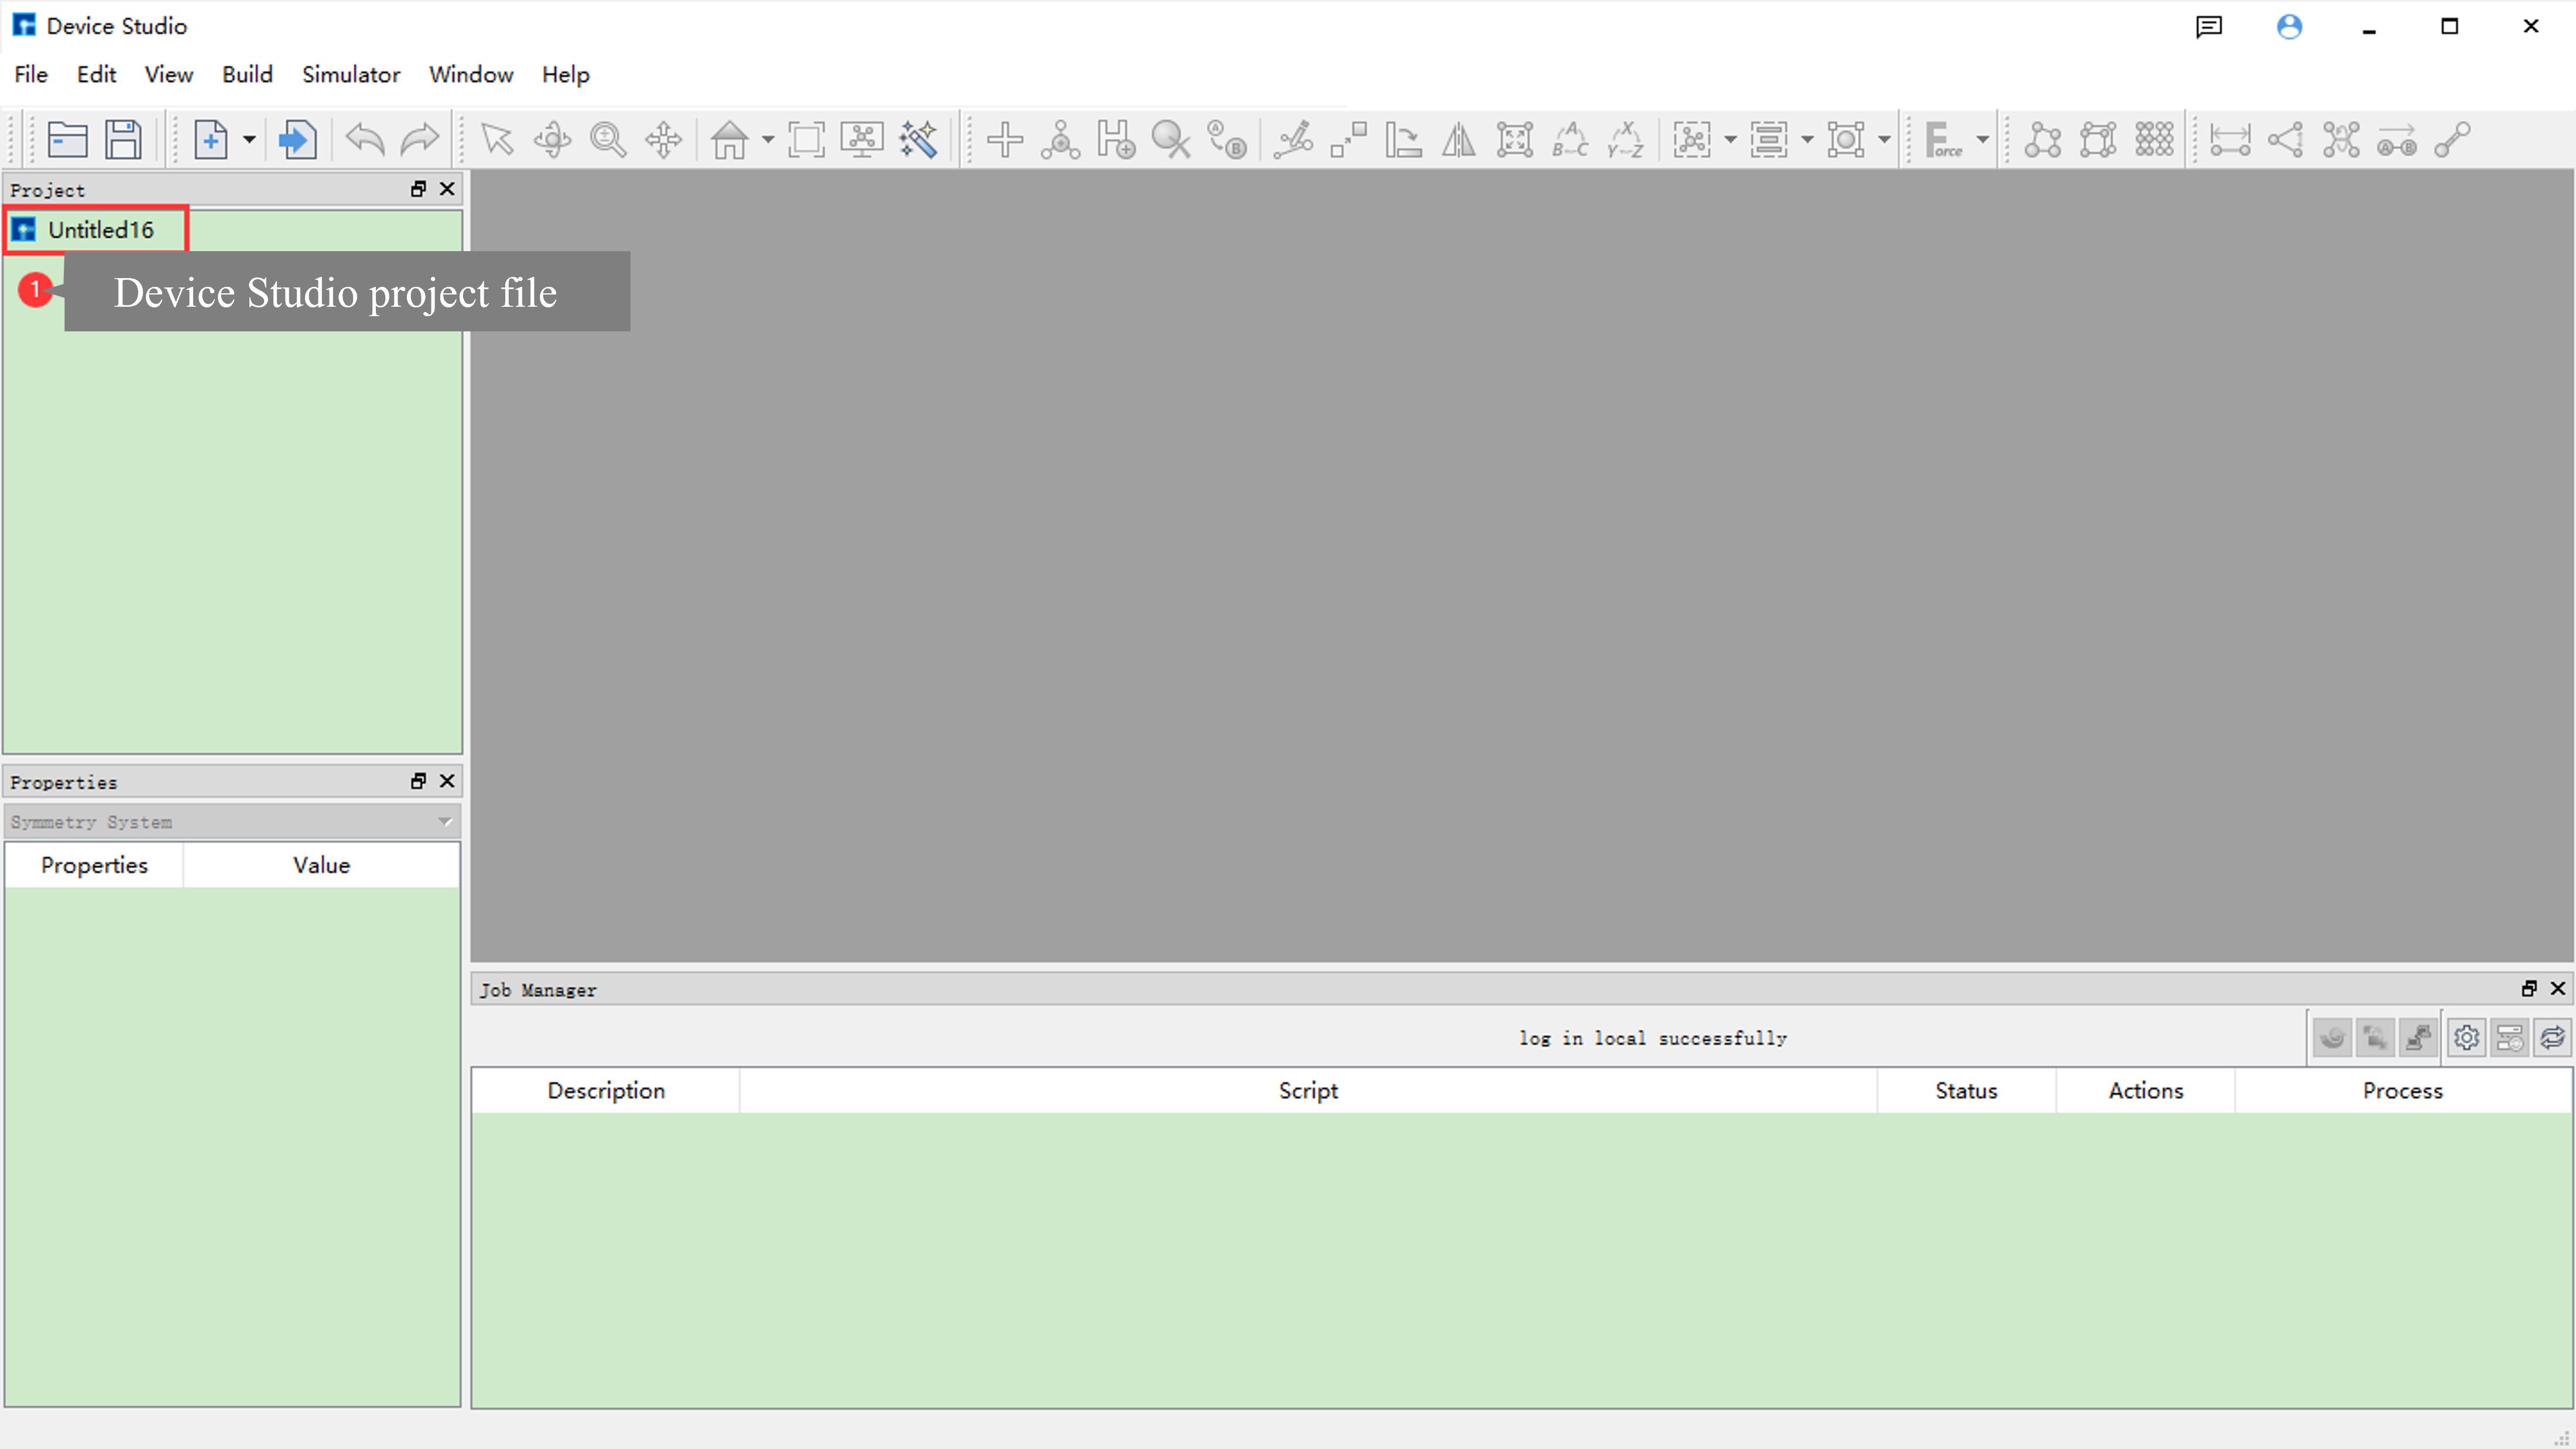 Device Studio
File Edit View Build Simulator Window Help
A B
A B C
X Y Z
Force
A B
Project
Untitled16
1 Device Studio project file
Properties
Symmetry System
Properties Value
Job Manager
log in local successfully
Description Script Status Actions Process